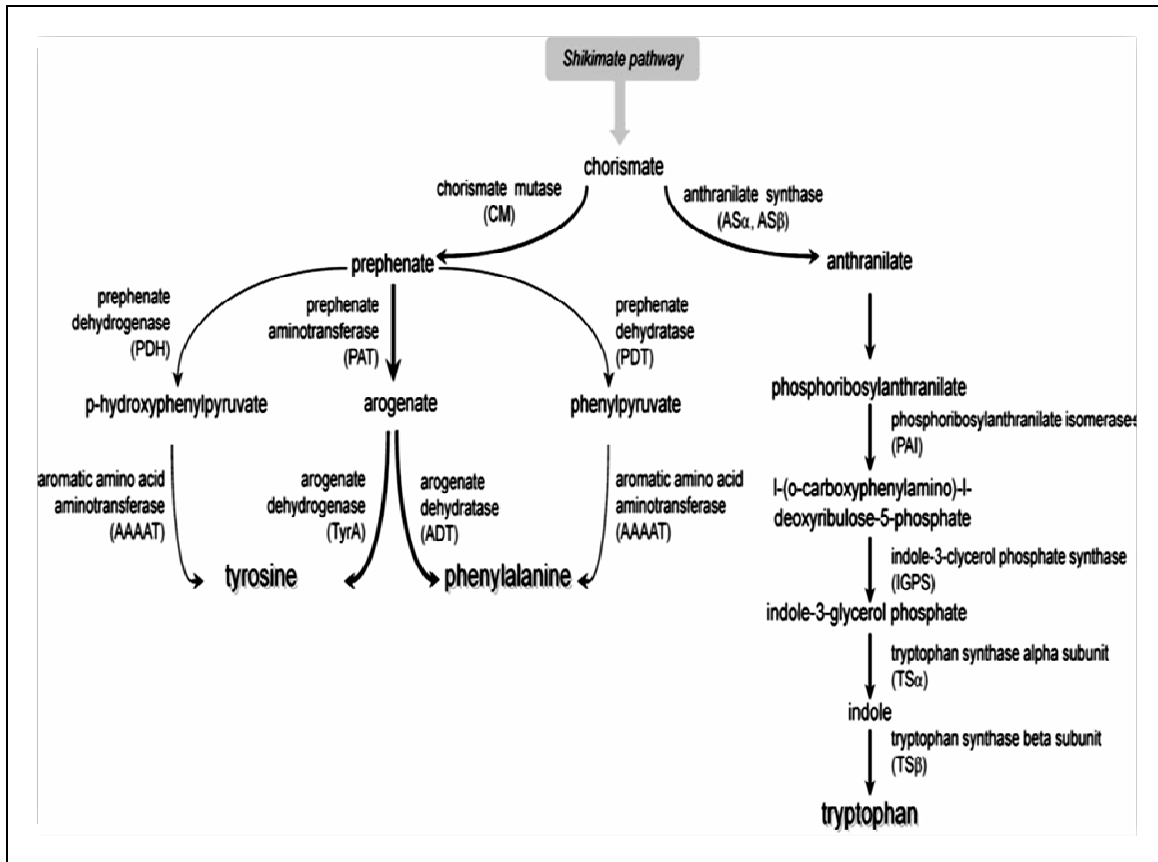 Shikimate pathway
chorismate
chorismate mutase
(CM)
anthranilate synthase
(ASα, ASβ)
prephenate
anthranilate
prephenate
dehydrogenase
(PDH)
prephenate
aminotransferase
(PAT)
prephenate
dehydratase
(PDT)
p-hydroxyphenylpyruvate
arogenate
phenylpyruvate
phosphoribosylanthranilate
phosphoribosylanthranilate isomerases
(PAI)
aromatic amino acid
aminotransferase
(AAAAT)
arogenate
dehydrogenase
(TyrA)
arogenate
dehydratase
(ADT)
aromatic amino acid
aminotransferase
(AAAAT)
l-(o-carboxyphenylamino)-l-
deoxyribulose-5-phosphate
tyrosine
phenylalanine
indole-3-clycerol phosphate synthase
(IGPS)
indole-3-glycerol phosphate
tryptophan synthase alpha subunit
(TSα)
indole
tryptophan synthase beta subunit
(TSβ)
tryptophan